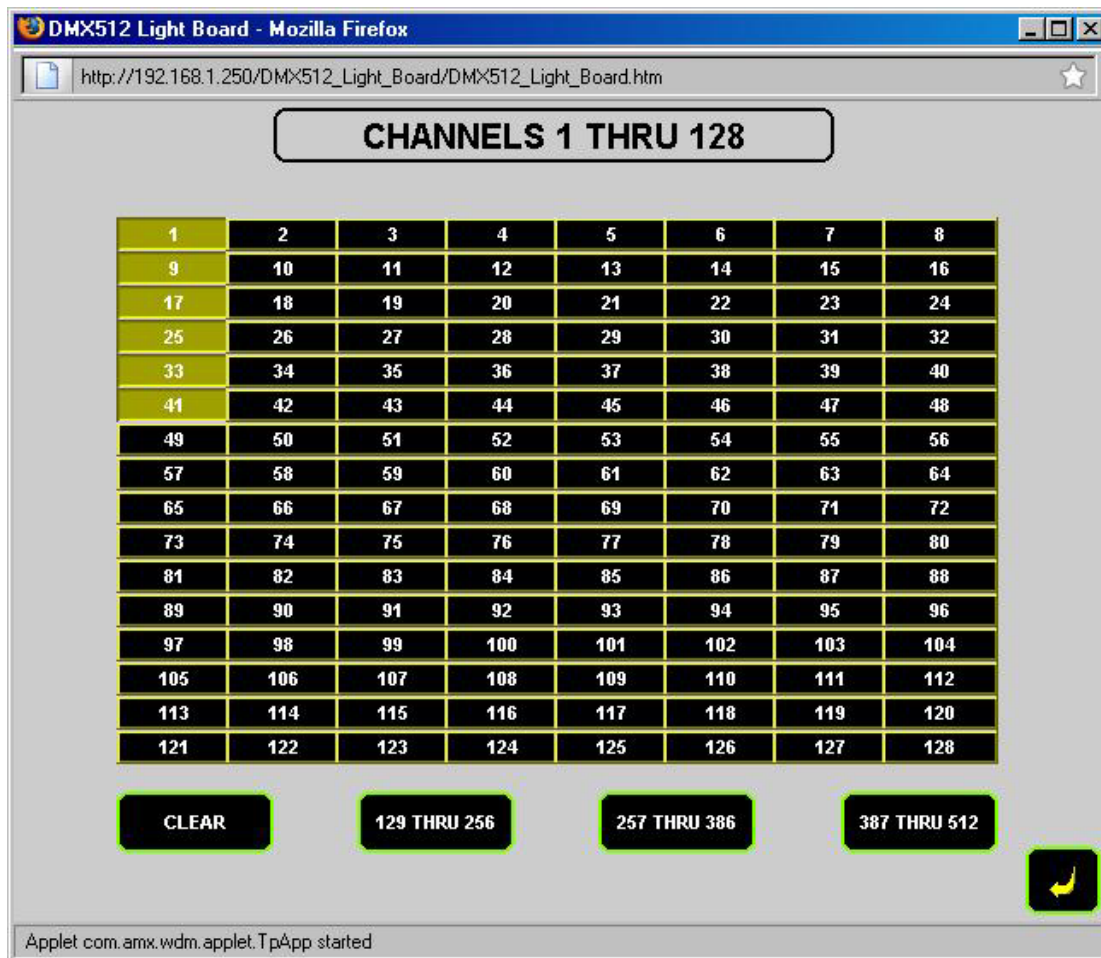 DMX512 Light Board - Mozilla Firefox
http://192.168.1.250/DMX512_Light_Board/DMX512_Light_Board.htm
CHANNELS 1 THRU 128
1 2 3 4 5 6 7 8
9 10 11 12 13 14 15 16
17 18 19 20 21 22 23 24
25 26 27 28 29 30 31 32
33 34 35 36 37 38 39 40
41 42 43 44 45 46 47 48
49 50 51 52 53 54 55 56
57 58 59 60 61 62 63 64
65 66 67 68 69 70 71 72
73 74 75 76 77 78 79 80
81 82 83 84 85 86 87 88
89 90 91 92 93 94 95 96
97 98 99 100 101 102 103 104
105 106 107 108 109 110 111 112
113 114 115 116 117 118 119 120
121 122 123 124 125 126 127 128
CLEAR 129 THRU 256 257 THRU 386 387 THRU 512
Applet com.amx.wdm.applet.TpApp started